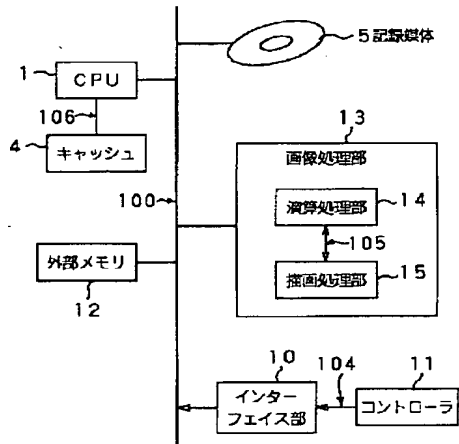 5記録媒体
1
CPU
106
4
キャッシュ
13
画像処理部
100
演算処理部
14
105
外部メモリ
描画処理部
15
12
10
インター
フェイス部
104
11
コントローラ